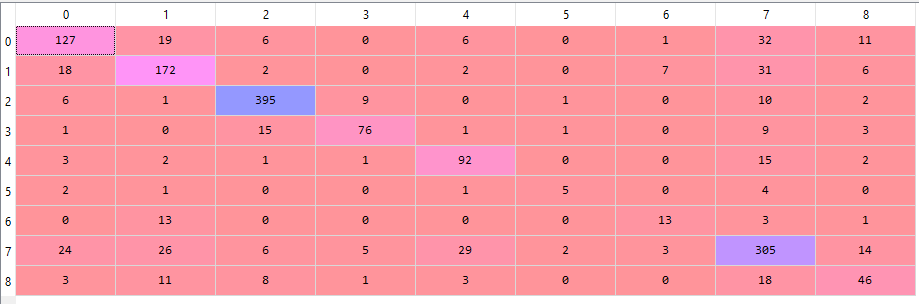 0 1 2 3 4 5 6 7 8
0 127 19 6 0 6 0 1 32 11
1 18 172 2 0 2 0 7 31 6
2 6 1 395 9 0 1 0 10 2
3 1 0 15 76 1 1 0 9 3
4 3 2 1 1 92 0 0 15 2
5 2 1 0 0 1 5 0 4 0
6 0 13 0 0 0 0 13 3 1
7 24 26 6 5 29 2 3 305 14
8 3 11 8 1 3 0 0 18 46